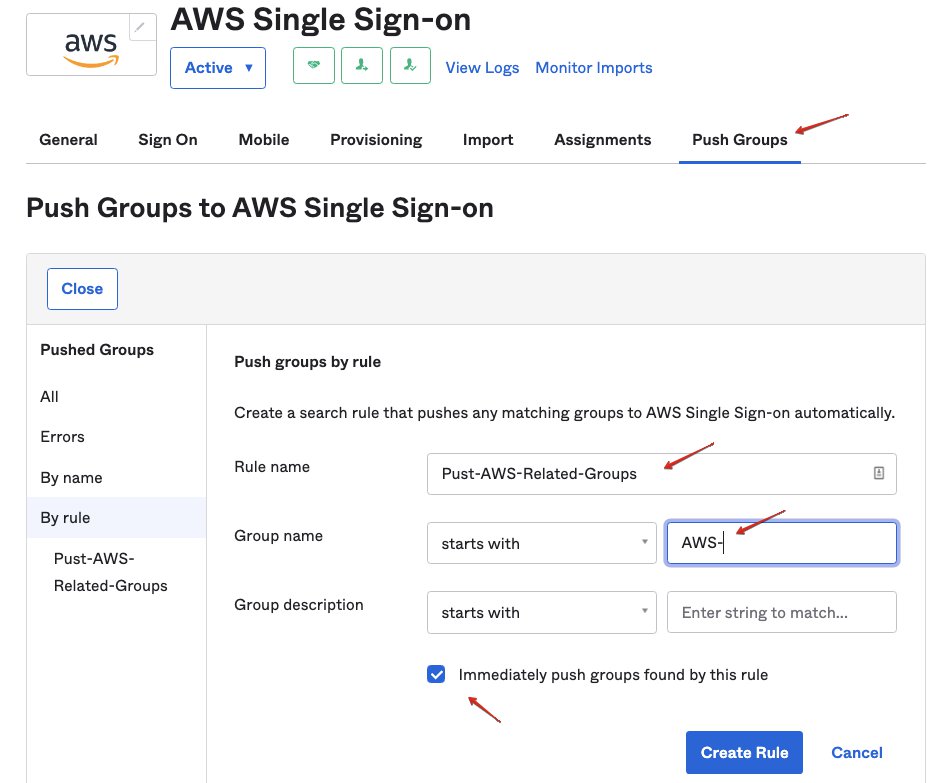 AWS Single Sign-on
aws
Active ▼
View Logs
Monitor Imports
General
Sign On
Mobile
Provisioning
Import
Assignments
Push Groups
Push Groups to AWS Single Sign-on
Close
Pushed Groups
All
Errors
By name
By rule
Pust-AWS-
Related-Groups
Push groups by rule
Create a search rule that pushes any matching groups to AWS Single Sign-on automatically.
Rule name
Pust-AWS-Related-Groups
Group name
starts with
AWS-
Group description
starts with
Enter string to match...
Immediately push groups found by this rule
Create Rule
Cancel